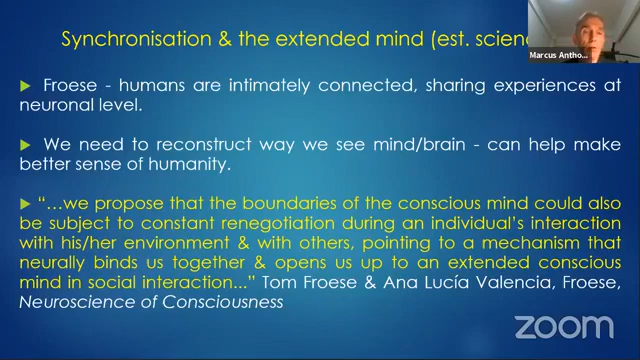 Synchronisation & the extended mind (est. scien
Marcus Antho...
Froese - humans are intimately connected, sharing experiences at
neuronal level.
We need to reconstruct way we see mind/brain - can help make
better sense of humanity.
“…we propose that the boundaries of the conscious mind could also
be subject to constant renegotiation during an individual’s interaction
with his/her environment & with others, pointing to a mechanism that
neurally binds us together & opens us up to an extended conscious
mind in social interaction...” Tom Froese & Ana Lucía Valencia, Froese,
Neuroscience of Consciousness
zoom